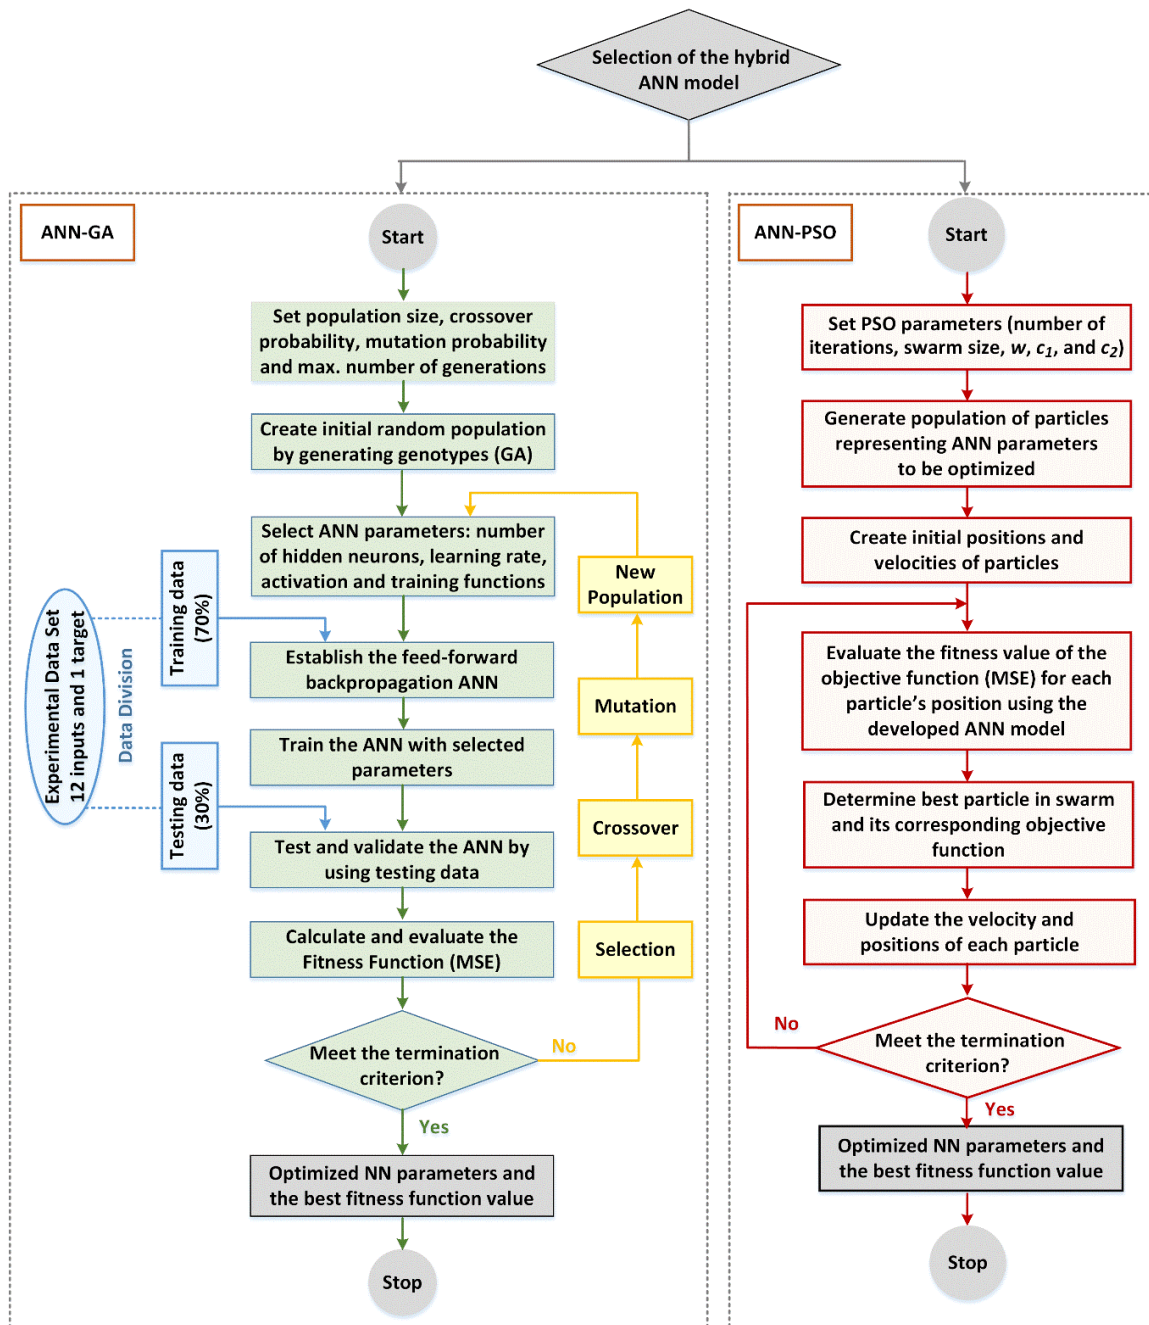 Selection of the hybrid
ANN model
ANN-GA
Start
Set population size, crossover
probability, mutation probability
and max. number of generations
Create initial random population
by generating genotypes (GA)
Select ANN parameters: number
of hidden neurons, learning rate,
activation and training functions
Experimental Data Set
12 inputs and 1 target
Data Division
Training data
(70%)
Testing data
(30%)
Establish the feed-forward
backpropagation ANN
Train the ANN with selected
parameters
Test and validate the ANN by
using testing data
Calculate and evaluate the
Fitness Function (MSE)
Meet the termination
criterion?
No
Selection
Crossover
Mutation
New
Population
Yes
Optimized NN parameters and
the best fitness function value
Stop
ANN-PSO
Start
Set PSO parameters (number of
iterations, swarm size, w, c1, and c2)
Generate population of particles
representing ANN parameters
to be optimized
Create initial positions and
velocities of particles
Evaluate the fitness value of the
objective function (MSE) for each
particle's position using the
developed ANN model
Determine best particle in swarm
and its corresponding objective
function
Update the velocity and
positions of each particle
No
Meet the termination
criterion?
Yes
Optimized NN parameters and
the best fitness function value
Stop